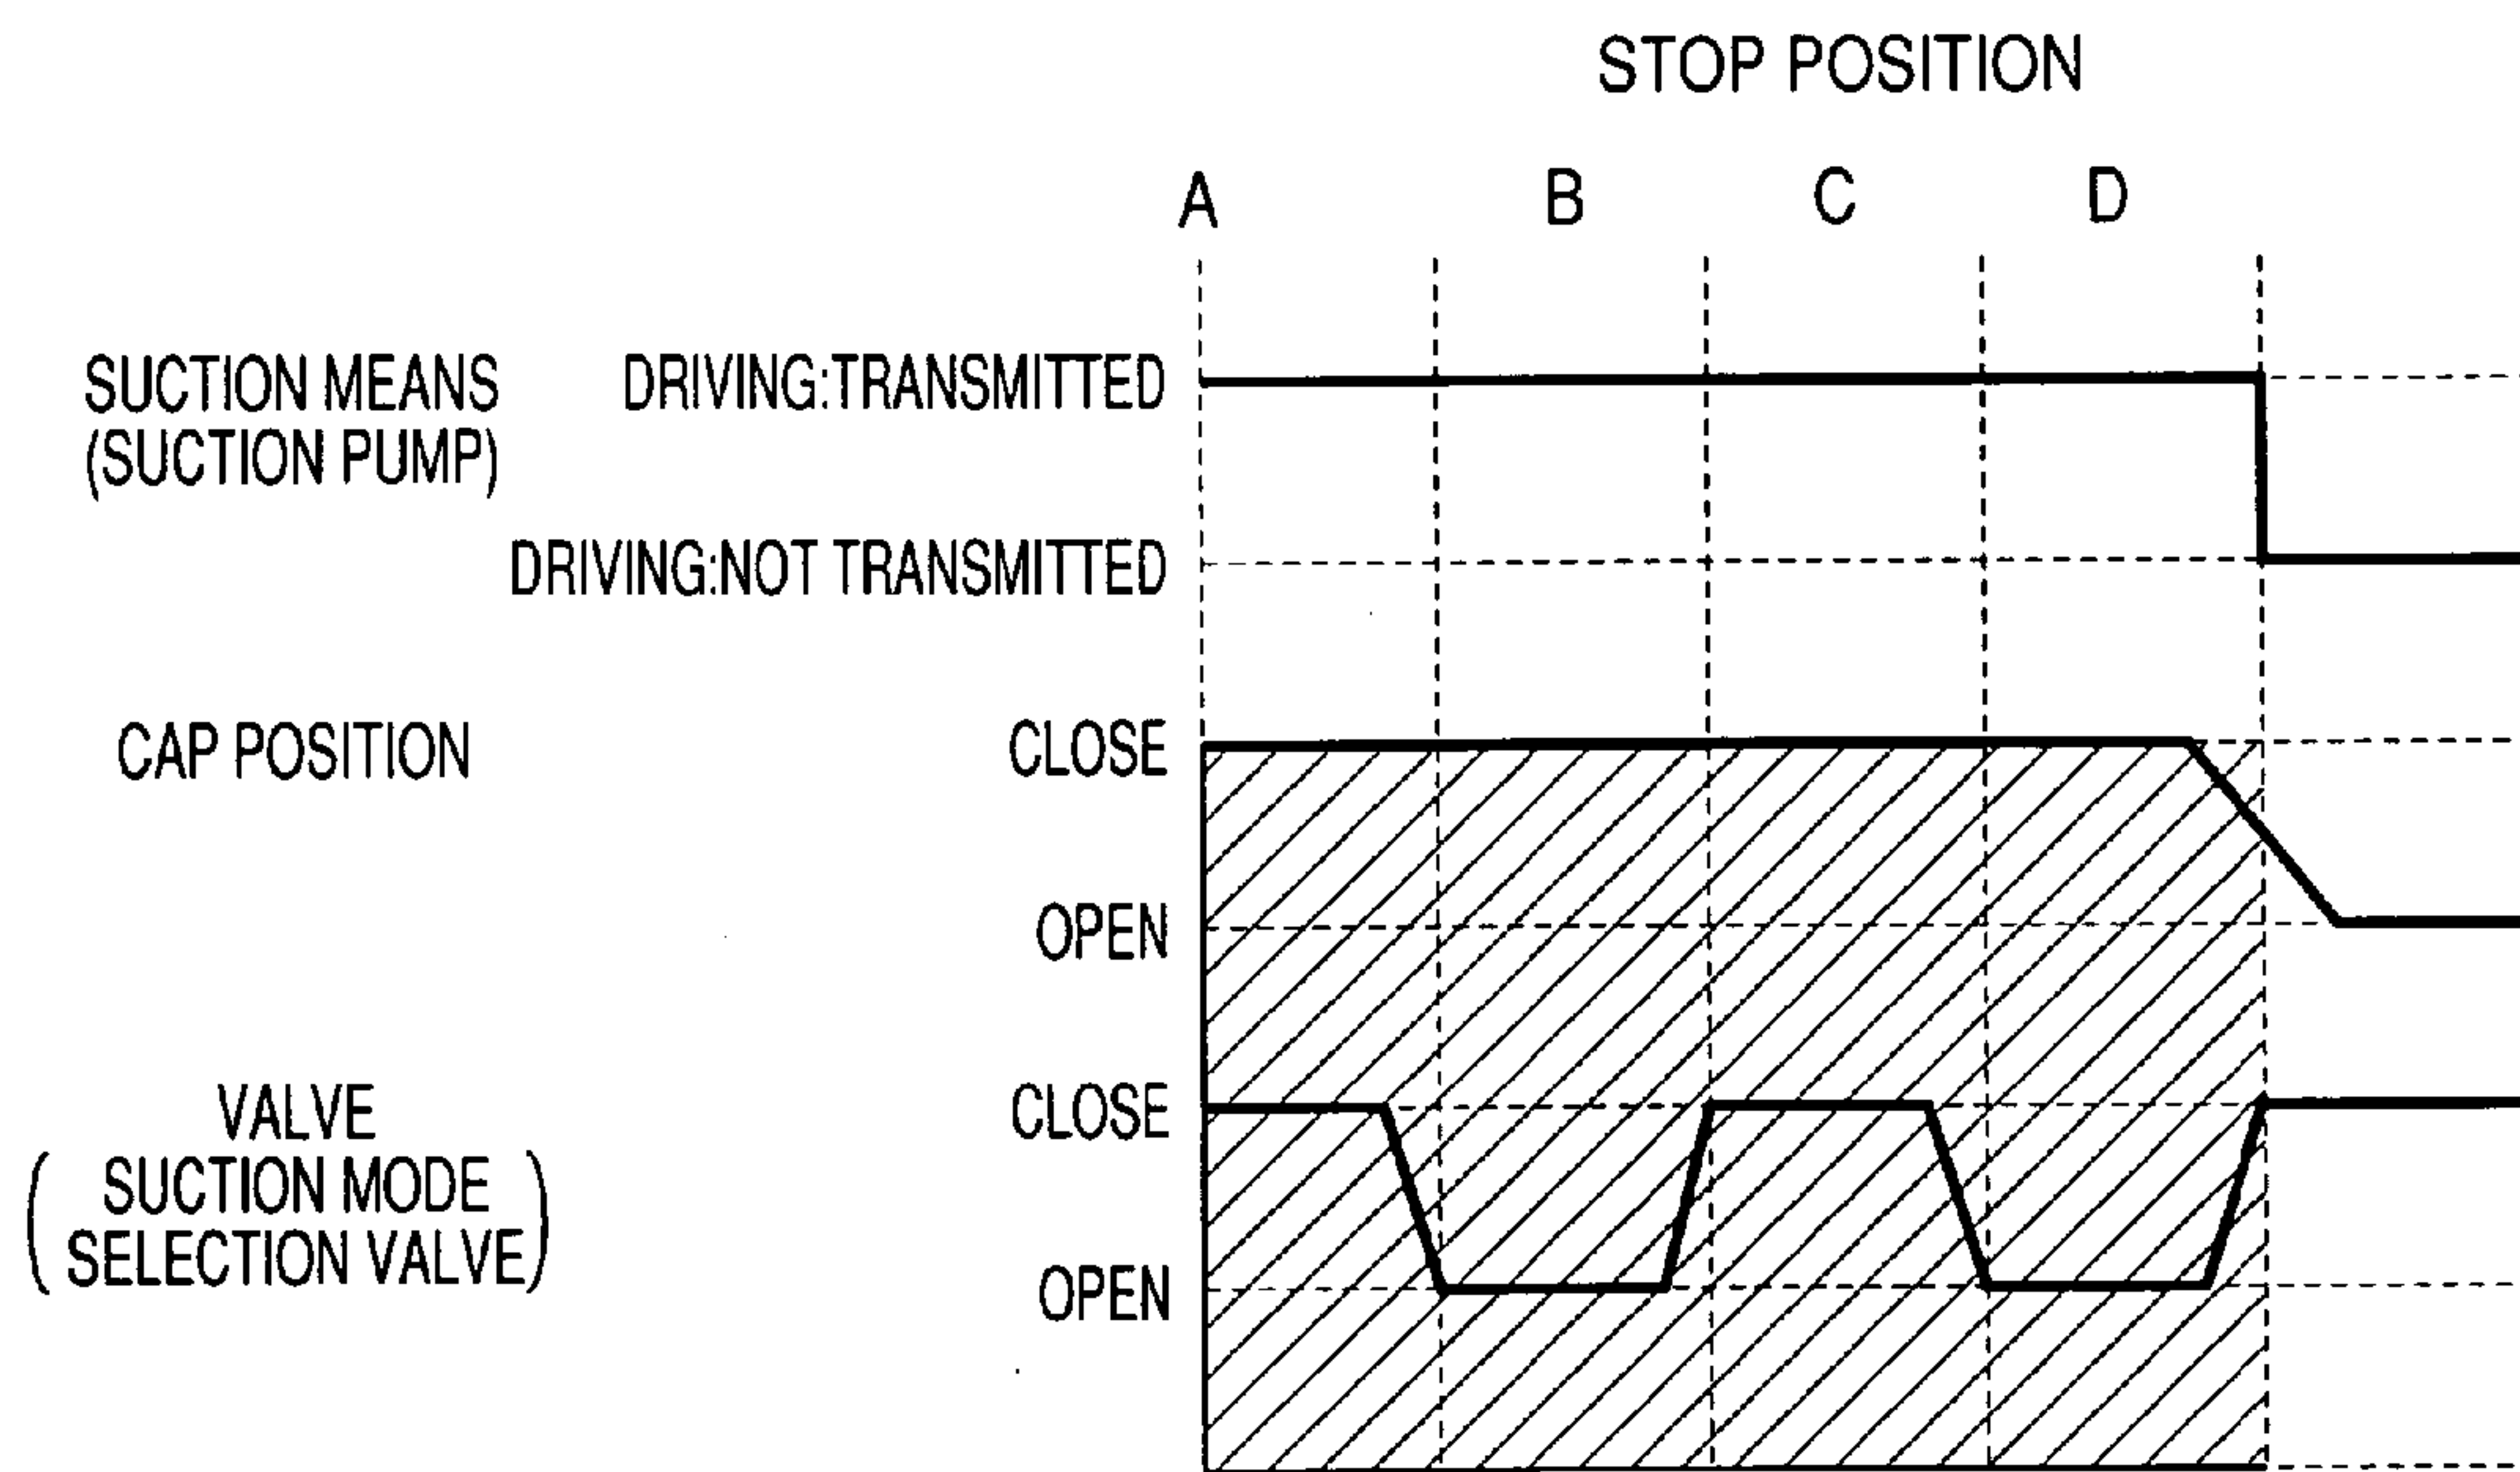 STOP POSITION
A B C D
SUCTION MEANS
(SUCTION PUMP)
DRIVING:TRANSMITTED
DRIVING:NOT TRANSMITTED
CAP POSITION
CLOSE
OPEN
VALVE
( SUCTION MODE
SELECTION VALVE )
CLOSE
OPEN